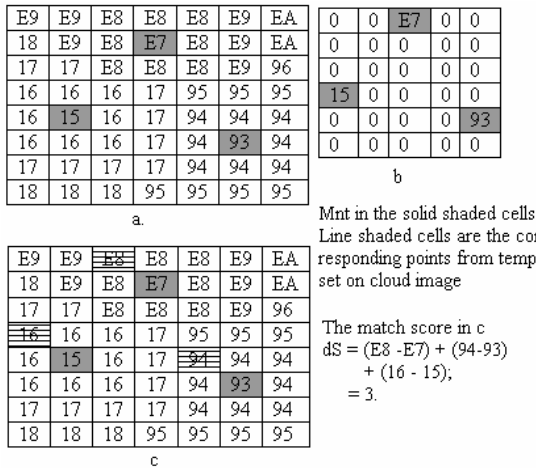 E9 E9 E8 E8 E8 E9 EA
18 E9 E8 E7 E8 E9 EA
17 17 E8 E8 E8 E9 96
16 16 16 17 95 95 95
16 15 16 17 94 94 94
16 16 16 17 94 93 94
17 17 17 17 94 94 94
18 18 18 95 95 95 95
a.
0 0 E7 0 0
0 0 0 0 0
0 0 0 0 0
15 0 0 0 0
0 0 0 0 93
0 0 0 0 0
b
E9 E9 E8 E8 E8 E9 EA
18 E9 E8 E7 E8 E9 EA
17 17 E8 E8 E8 E9 96
16 16 16 17 95 95 95
16 15 16 17 94 94 94
16 16 16 17 94 93 94
17 17 17 17 94 94 94
18 18 18 95 95 95 95
c
Mnt in the solid shaded cells
Line shaded cells are the cor
responding points from temp
set on cloud image
The match score in c
dS = (E8 -E7) + (94-93)
+ (16 - 15);
= 3.